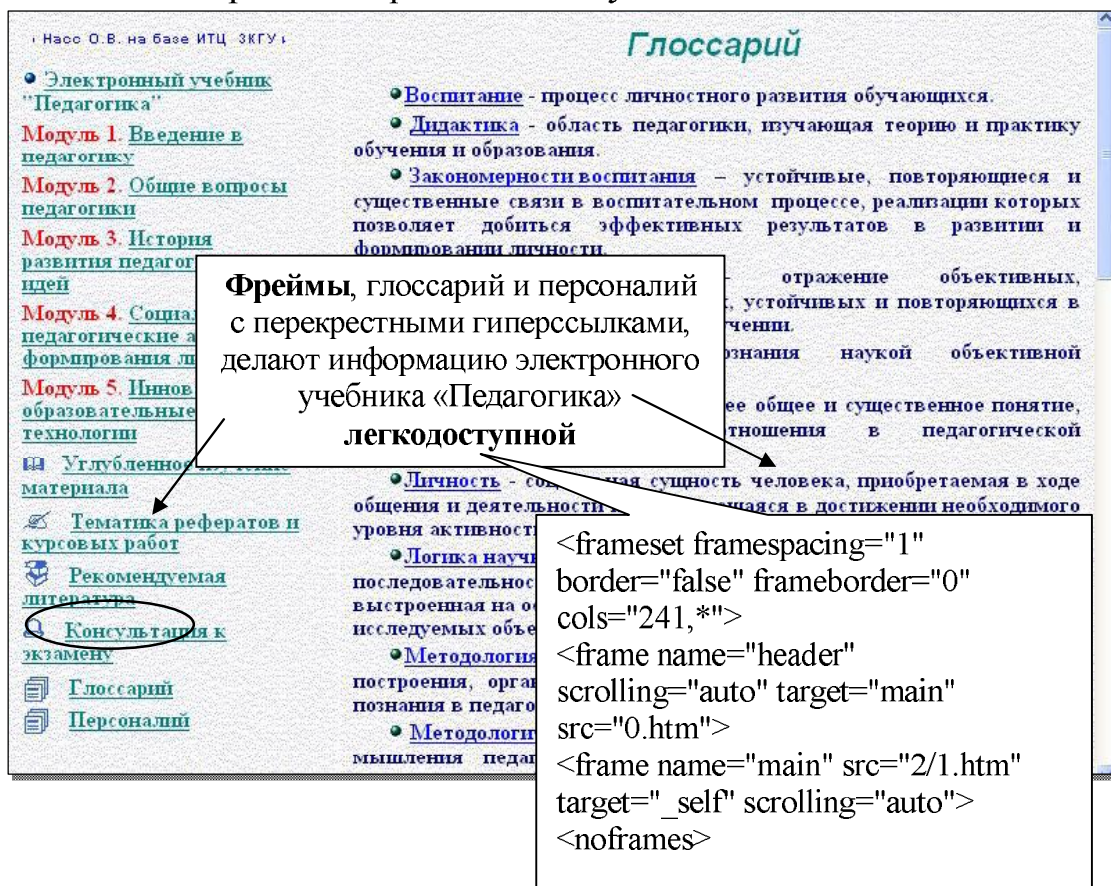 Насс О.В. на базе ИТЦ ЗКГУ
Электронный учебник
"Педагогика"
Модуль 1. Введение в
педагогику
Модуль 2. Общие вопросы
педагогики
Модуль 3. История
развития педагог
идей
Модуль 4. Социа
педагогические а
формирования
Модуль 5. Иннов
образовательные
технологии
Углубленное изучение
материала
Тематика рефератов и
курсовых работ
Рекомендуемая
литература
Консультация к
экзамену
Глоссарий
Персоналий
Глоссарий
Воспитание - процесс личностного развития обучающихся.
Дидактика - область педагогики, изучающая теорию и практику
обучения и образования.
Закономерности воспитания – устойчивые, повторяющиеся и
существенные связи в воспитательном процессе, реализации которых
позволяет добиться эффективных результатов в развитии и
формировании личности.
- отражение объективных,
, устойчивых и повторяющихся в
чении.
ознания наукой объективной
ее общее и существенное понятие,
тношения в педагогической
Личность - социальная сущность человека, приобретаемая в ходе
общения и деятельности щаяся в достижении необходимого
уровня активност
Логика научн
последовательнос
выстроенная на
исследуемых объе
Методология
построения, орган
познания в педаго
Методологи
мышления педаг
Фреймы, глоссарий и персоналий
с перекрестными гиперссылками,
делают информацию электронного
учебника «Педагогика»
легкодоступной
<frameset framespacing="1"
border="false" frameborder="0"
cols="241,*">
<frame name="header"
scrolling="auto" target="main"
src="0.htm">
<frame name="main" src="2/1.htm"
target="_self" scrolling="auto">
<noframes>